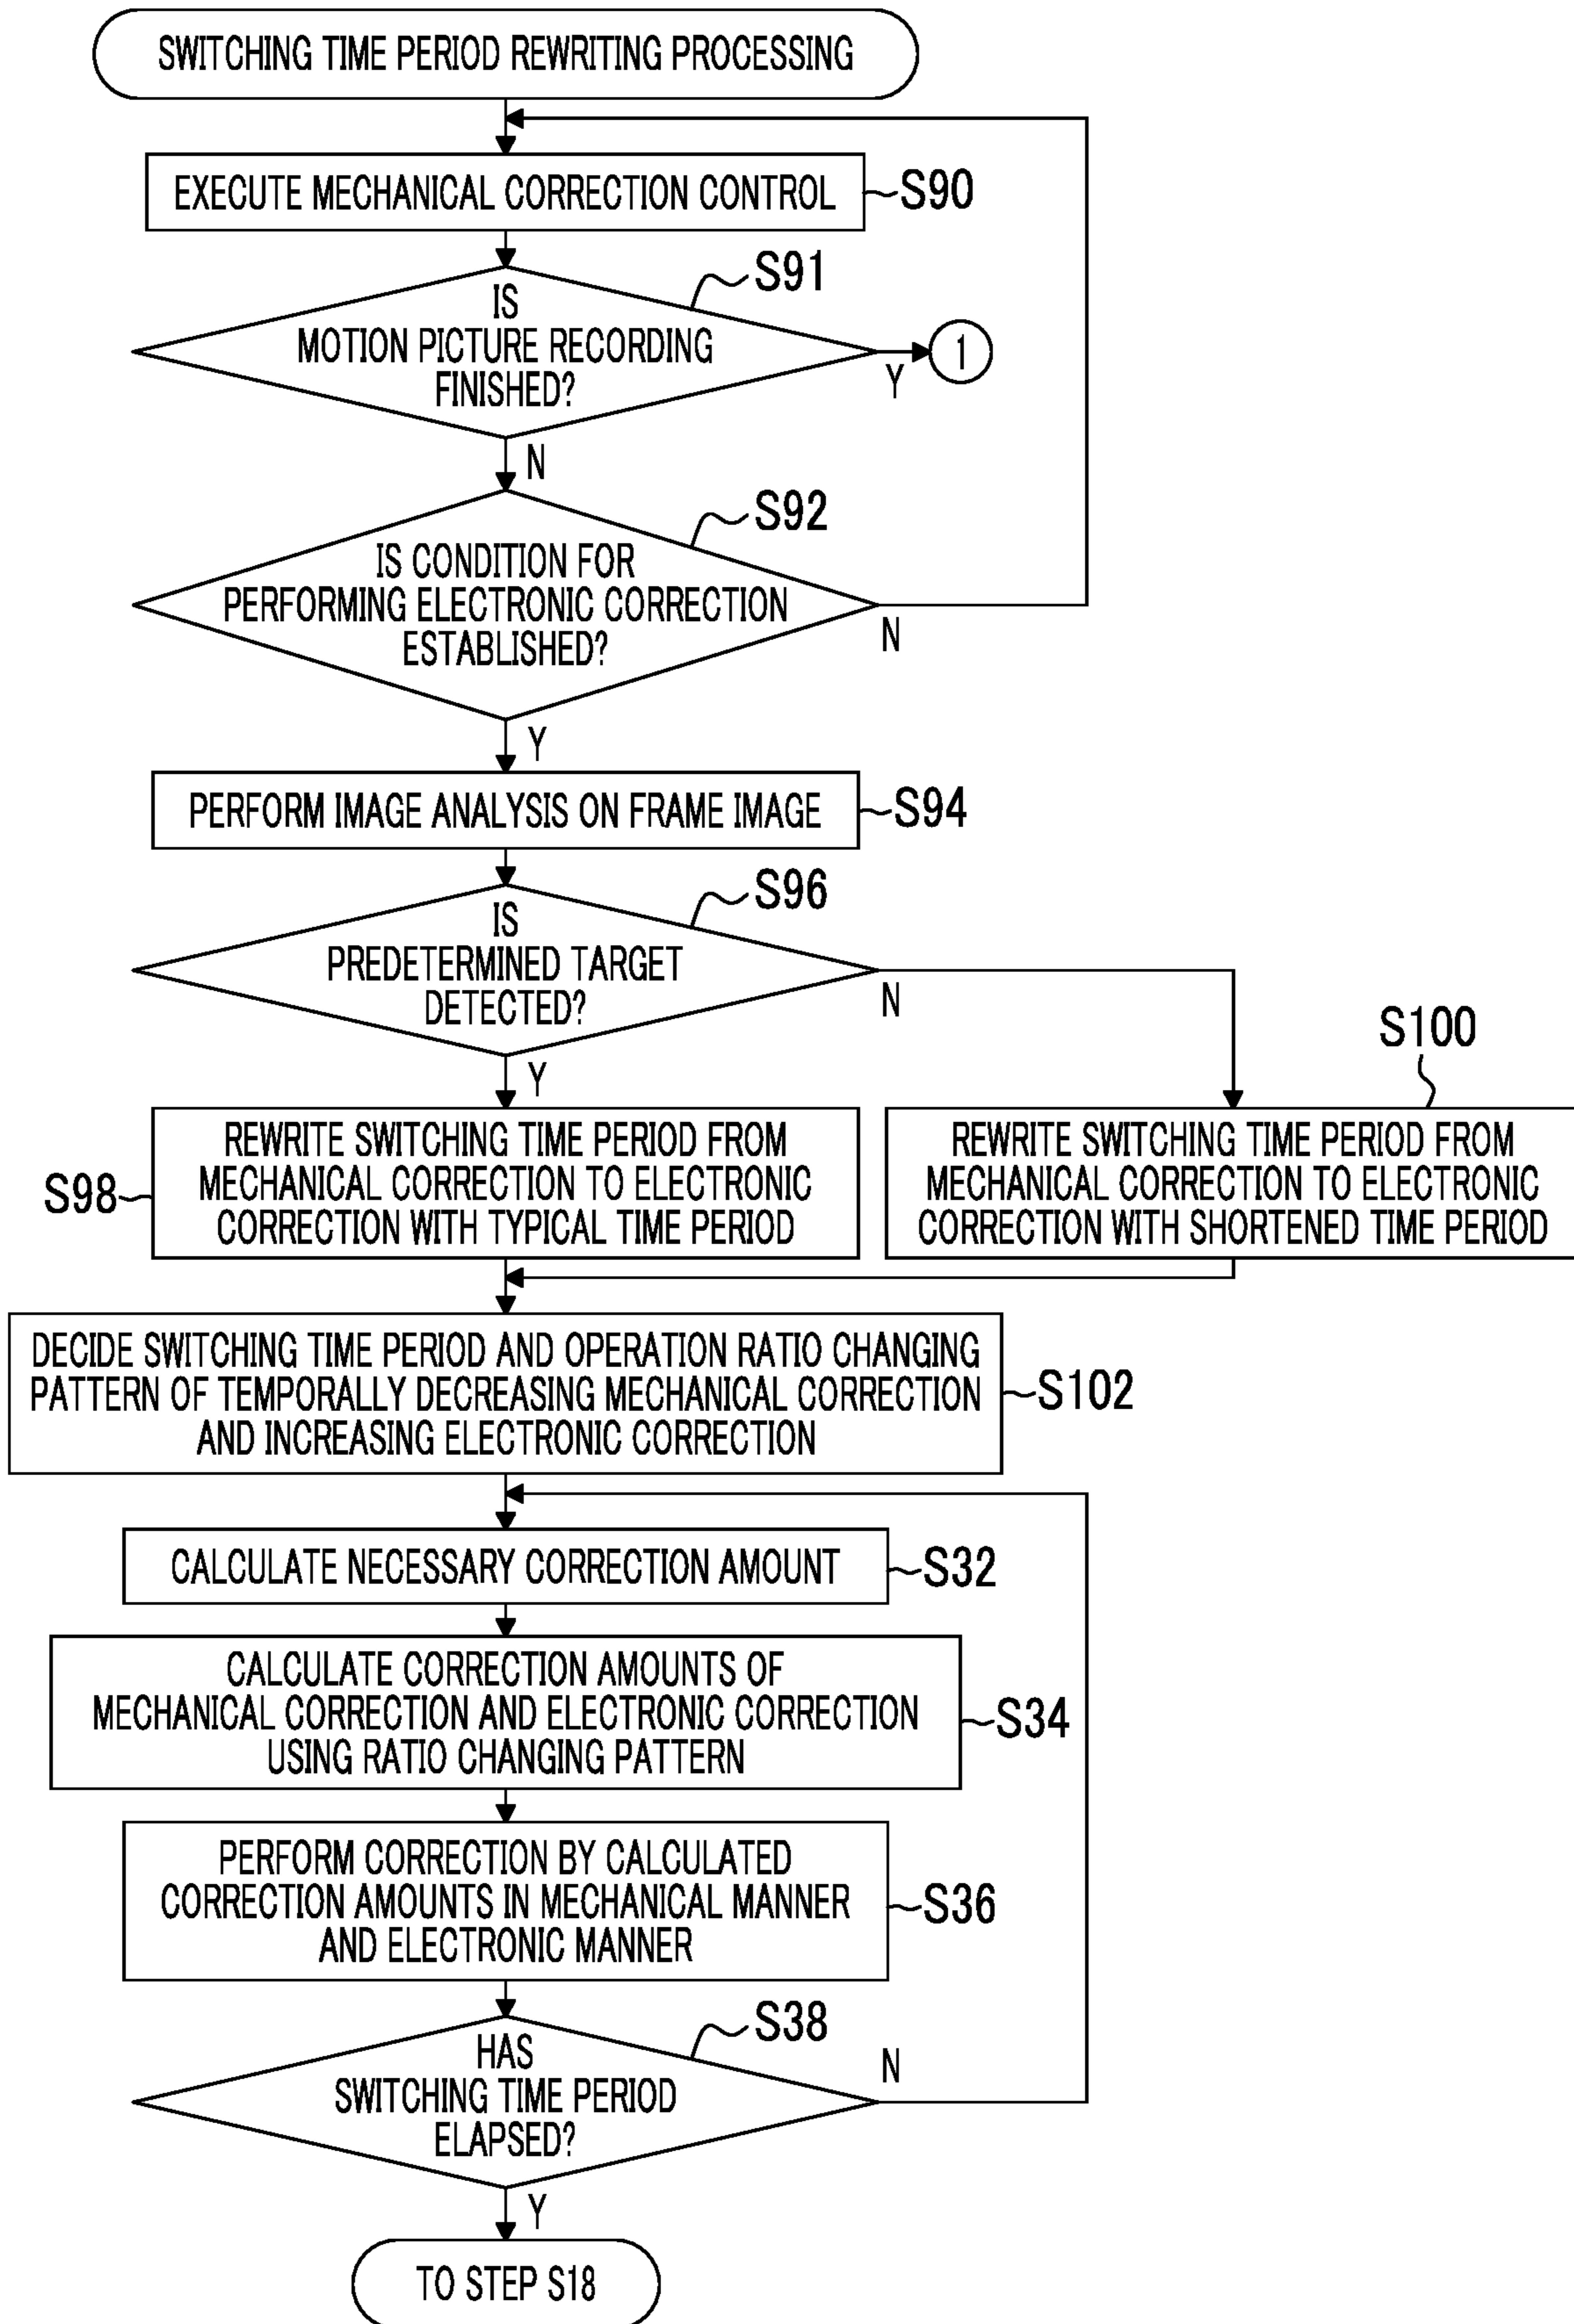 SWITCHING TIME PERIOD REWRITING PROCESSING
EXECUTE MECHANICAL CORRECTION CONTROL
S90
S91
IS
MOTION PICTURE RECORDING
FINISHED?
1
Y
N
S92
IS CONDITION FOR
PERFORMING ELECTRONIC CORRECTION
ESTABLISHED?
N
Y
PERFORM IMAGE ANALYSIS ON FRAME IMAGE
S94
S96
IS
PREDETERMINED TARGET
DETECTED?
N
Y
S100
S98
REWRITE SWITCHING TIME PERIOD FROM
MECHANICAL CORRECTION TO ELECTRONIC
CORRECTION WITH TYPICAL TIME PERIOD
REWRITE SWITCHING TIME PERIOD FROM
MECHANICAL CORRECTION TO ELECTRONIC
CORRECTION WITH SHORTENED TIME PERIOD
DECIDE SWITCHING TIME PERIOD AND OPERATION RATIO CHANGING
PATTERN OF TEMPORALLY DECREASING MECHANICAL CORRECTION
AND INCREASING ELECTRONIC CORRECTION
S102
CALCULATE NECESSARY CORRECTION AMOUNT
S32
CALCULATE CORRECTION AMOUNTS OF
MECHANICAL CORRECTION AND ELECTRONIC CORRECTION
USING RATIO CHANGING PATTERN
S34
PERFORM CORRECTION BY CALCULATED
CORRECTION AMOUNTS IN MECHANICAL MANNER
AND ELECTRONIC MANNER
S36
S38
HAS
SWITCHING TIME PERIOD
ELAPSED?
N
Y
TO STEP S18